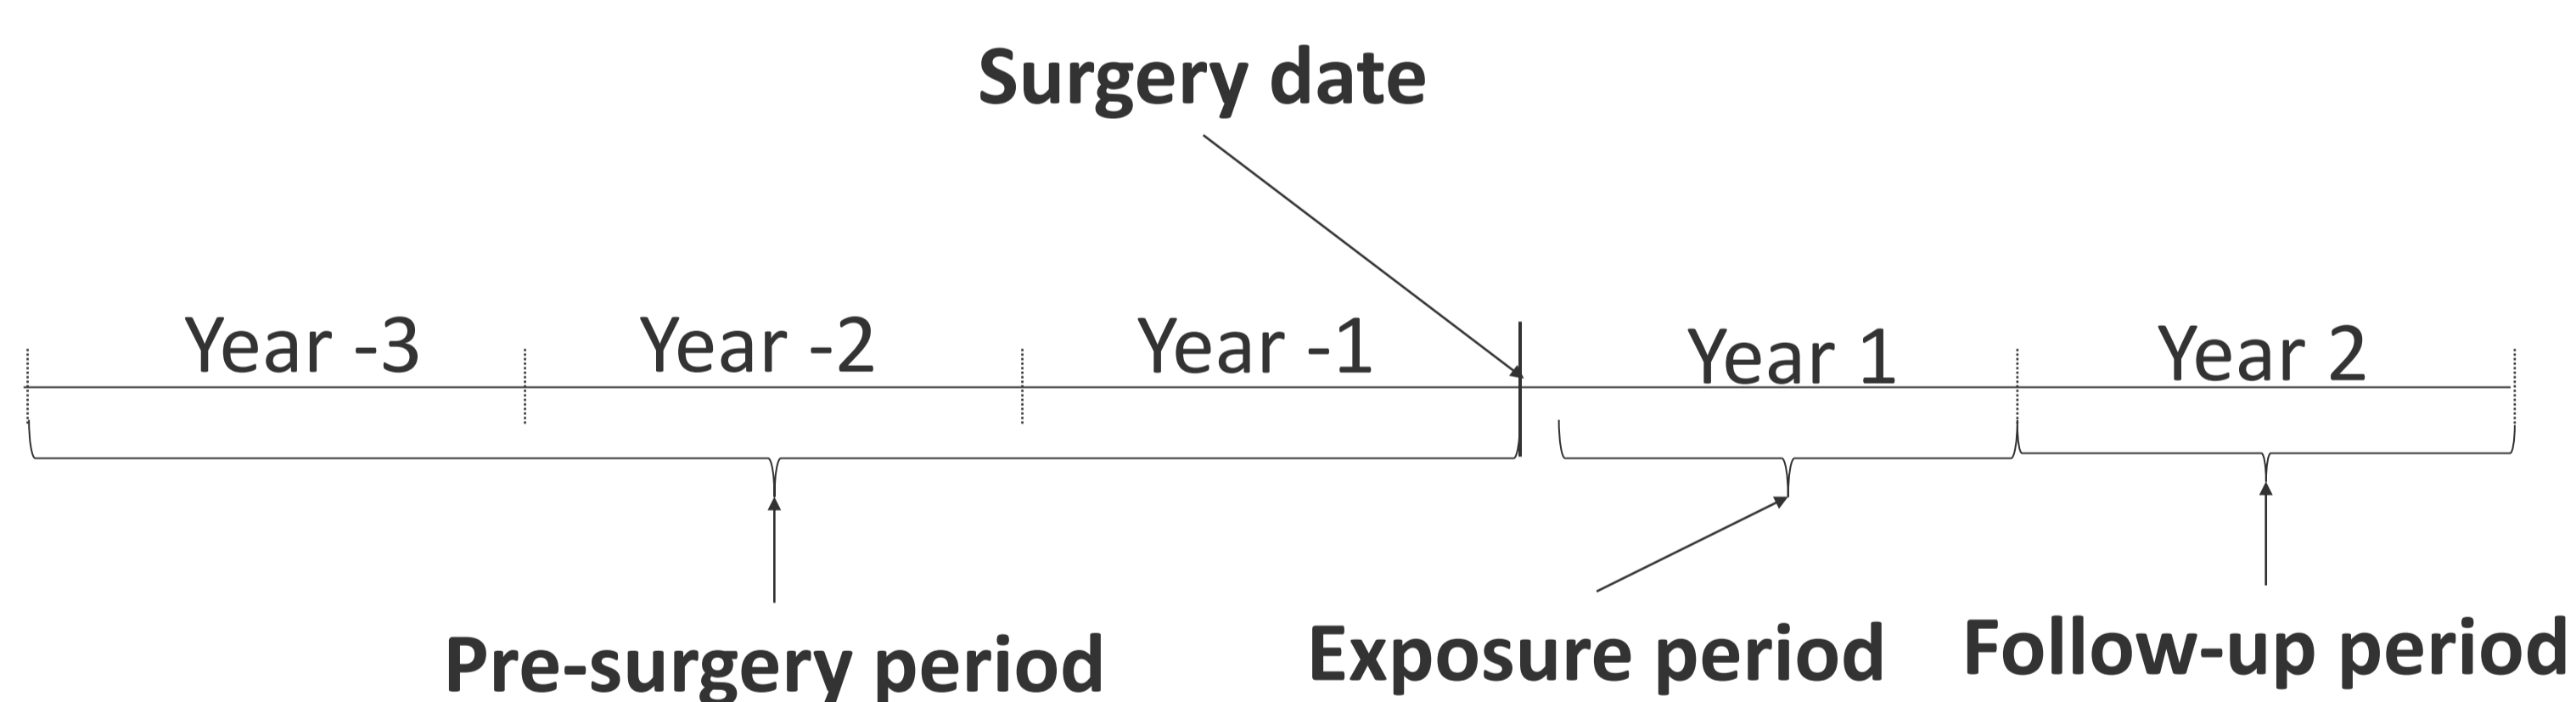 Surgery date
Year -3 Year -2 Year -1 Year 1 Year 2
Pre-surgery period Exposure period Follow-up period